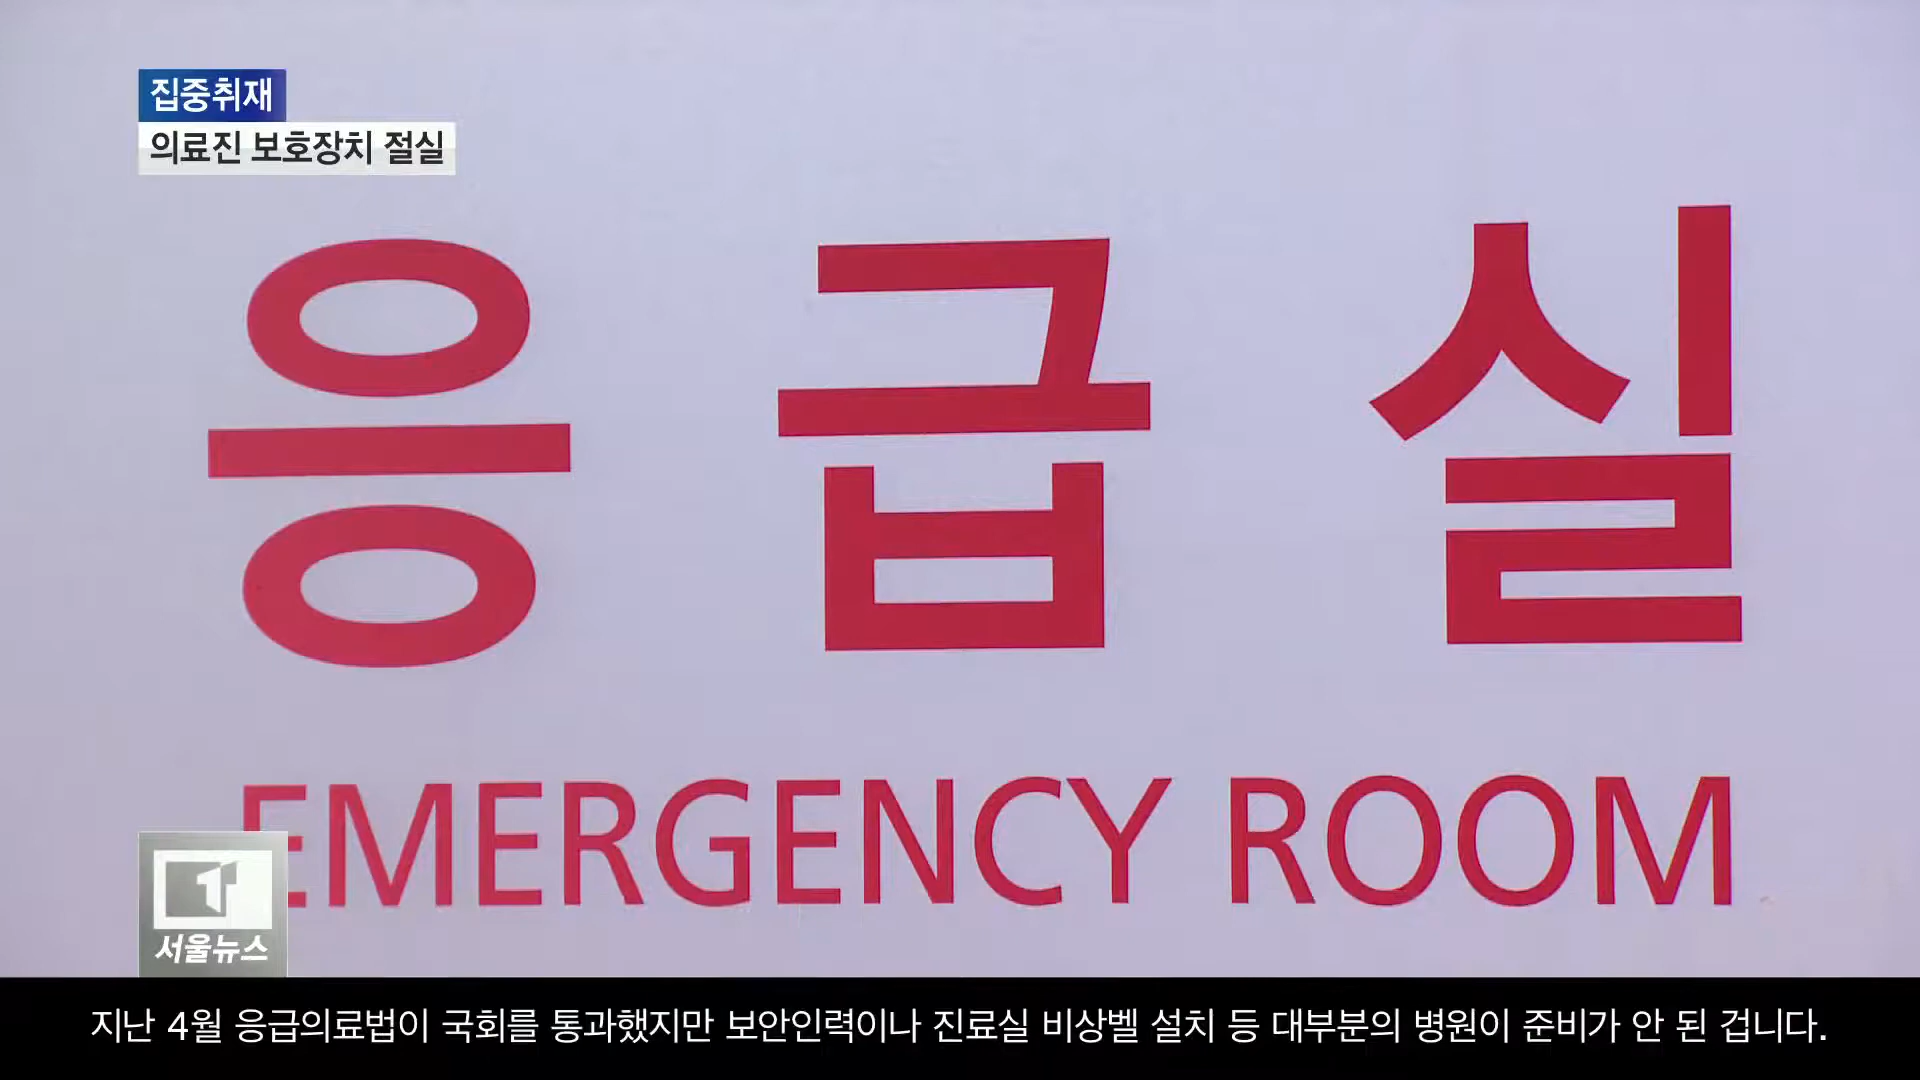 집중취재
의료진 보호장치 절실
응급실
EMERGENCY ROOM
1
서울뉴스
지난 4월 응급의료법이 국회를 통과했지만 보안인력이나 진료실 비상벨 설치 등 대부분의 병원이 준비가 안 된 겁니다.